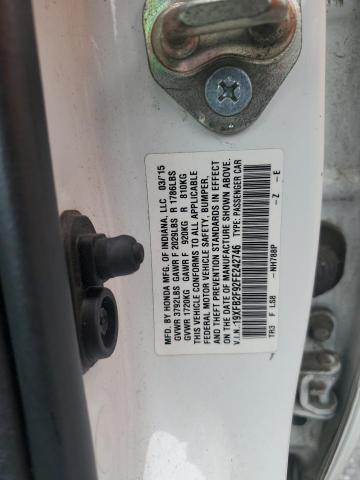 MFD. BY HONDA MFG. OF INDIANA, LLC 03/15
GVWR 3792LBS GAWR F 2029LBS R 1786LBS
GVWR 1720KG GAWR F 920KG R 810KG
THIS VEHICLE CONFORMS TO ALL APPLICABLE
FEDERAL MOTOR VEHICLE SAFETY, BUMPER,
THEFT PREVENTION STANDARDS IN EFFECT
ON THE DATE OF MANUFACTURE SHOWN ABOVE.
V.I.N.:19XFB2F92FE242746 TYPE: PASSENGER CAR
TR3 F LS8 -NH788P -Z -E